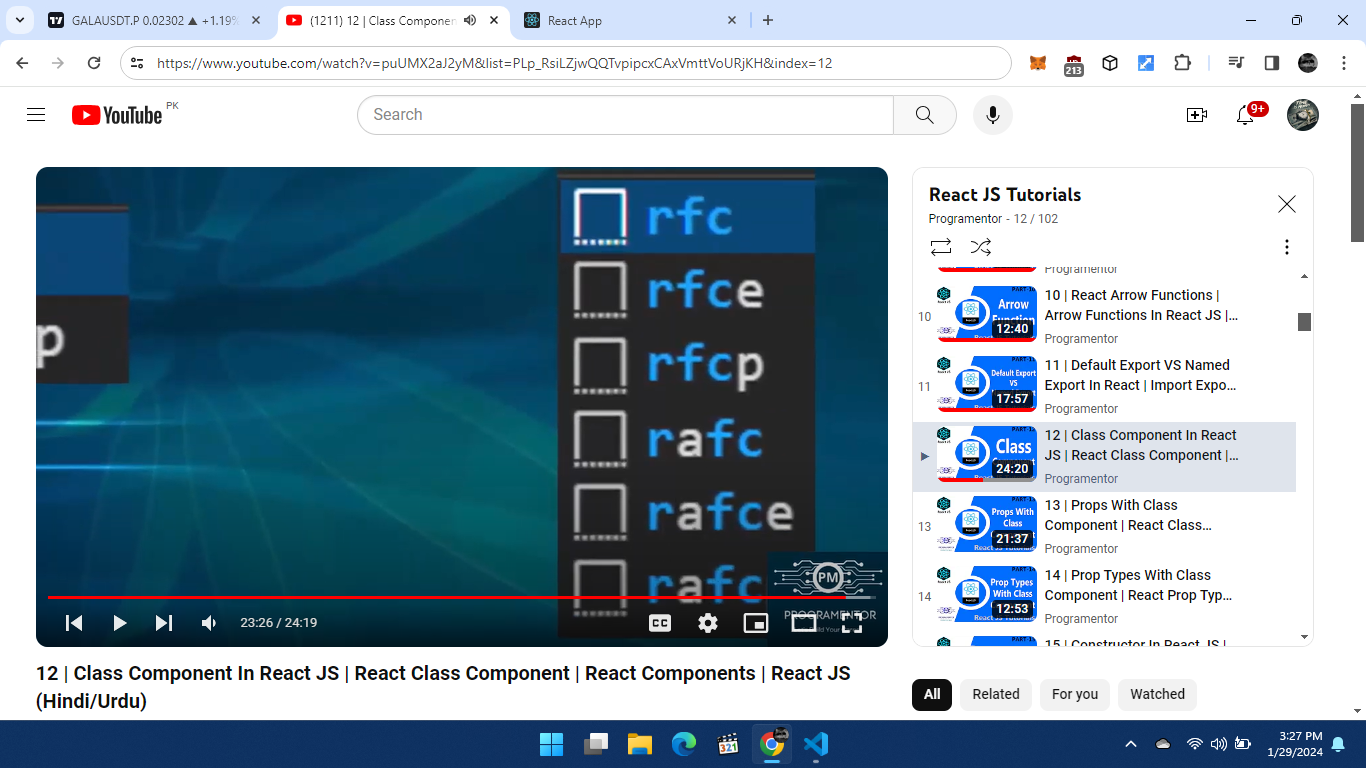 GALAUSDT.P 0.02302 ▲ +1.19%
(1211) 12 | Class Componen
React App
https://www.youtube.com/watch?v=puUMX2aJ2yM&list=PLp_RsiLZjwQQTvpipcxCAxVmttVoURjKH&index=12
213
YouTube PK
Search
9+
rfc
rfce
p
rfcp
rafc
rafce
rafc
PM
PROGRAMENTOR
23:26 / 24:19
CC
12 | Class Component In React JS | React Class Component | React Components | React JS
(Hindi/Urdu)
React JS Tutorials
Programentor - 12 / 102
Programentor
10
Arrow
Function
12:40
10 | React Arrow Functions |
Arrow Functions In React JS |…
Programentor
11
Default Export
VS
17:57
11 | Default Export VS Named
Export In React | Import Expo…
Programentor
Class
24:20
12 | Class Component In React
JS | React Class Component |…
Programentor
13
Props With
Class
21:37
13 | Props With Class
Component | React Class…
Programentor
14
Prop Types
With Class
12:53
14 | Prop Types With Class
Component | React Prop Typ…
Programentor
15 | Constructor In React JS |
All
Related
For you
Watched
321
3:27 PM
1/29/2024